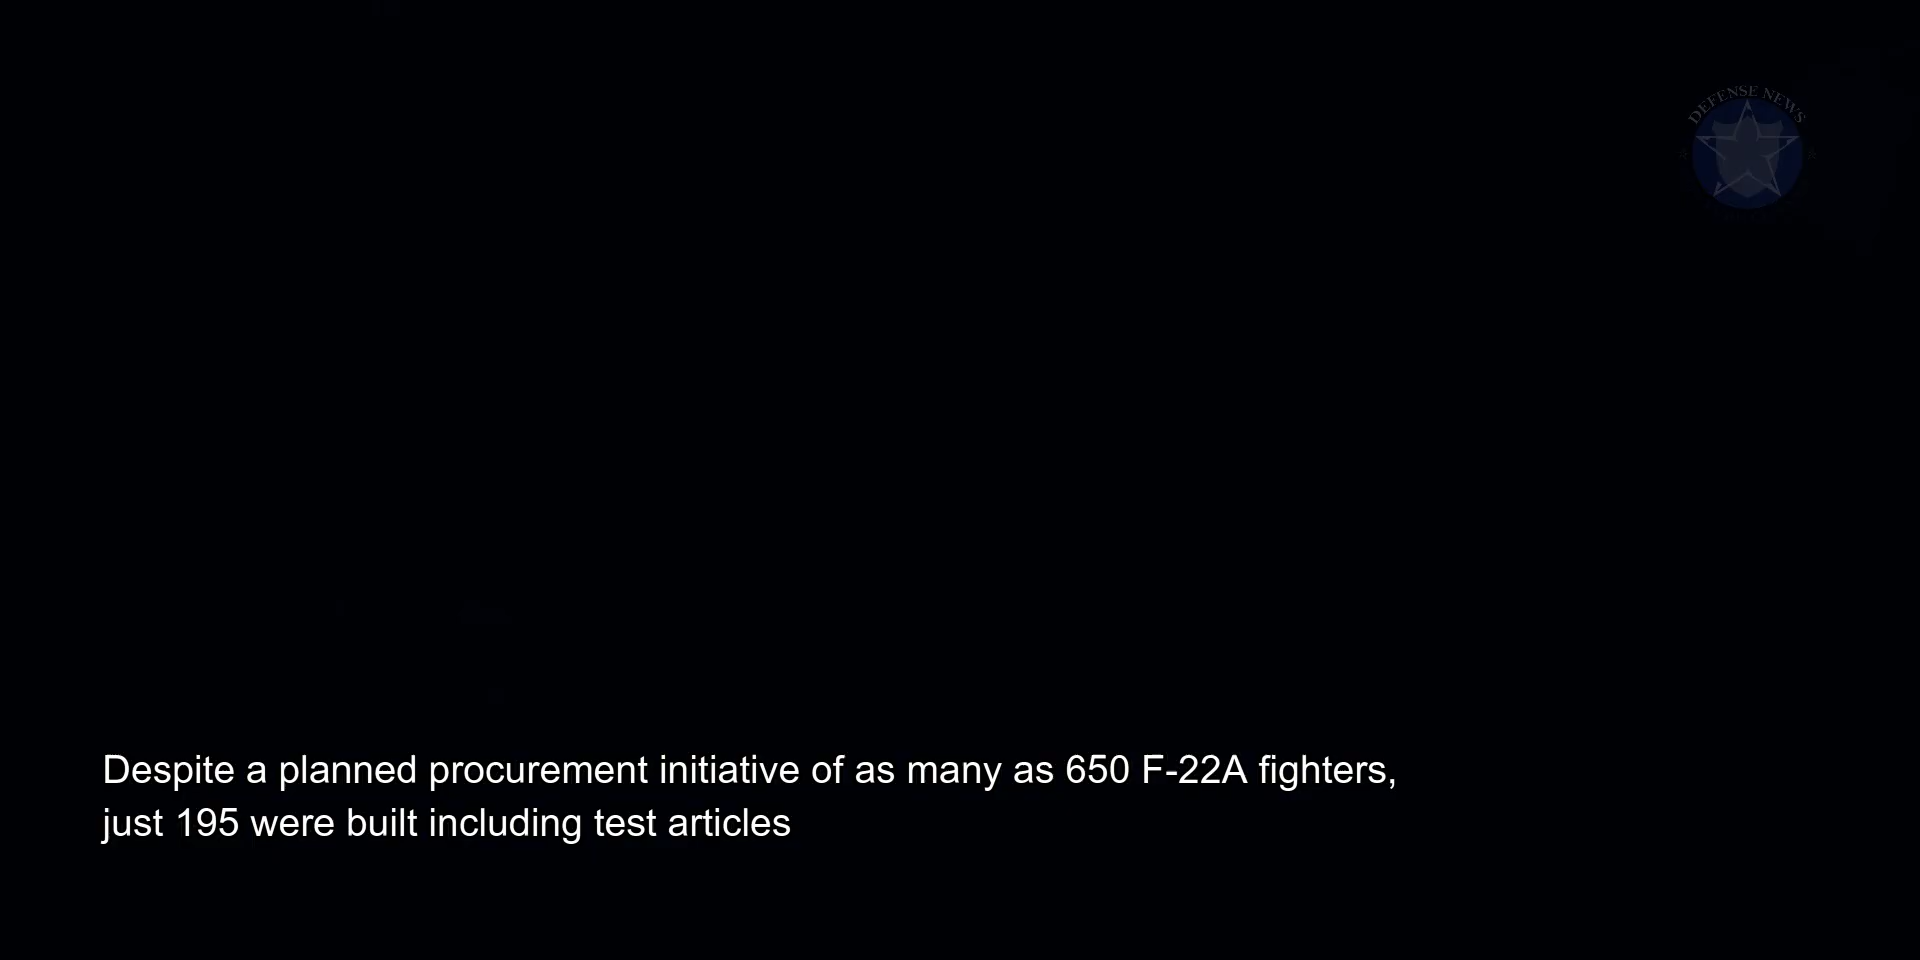 DEFENSE NEWS
Despite a planned procurement initiative of as many as 650 F-22A fighters,
just 195 were built including test articles